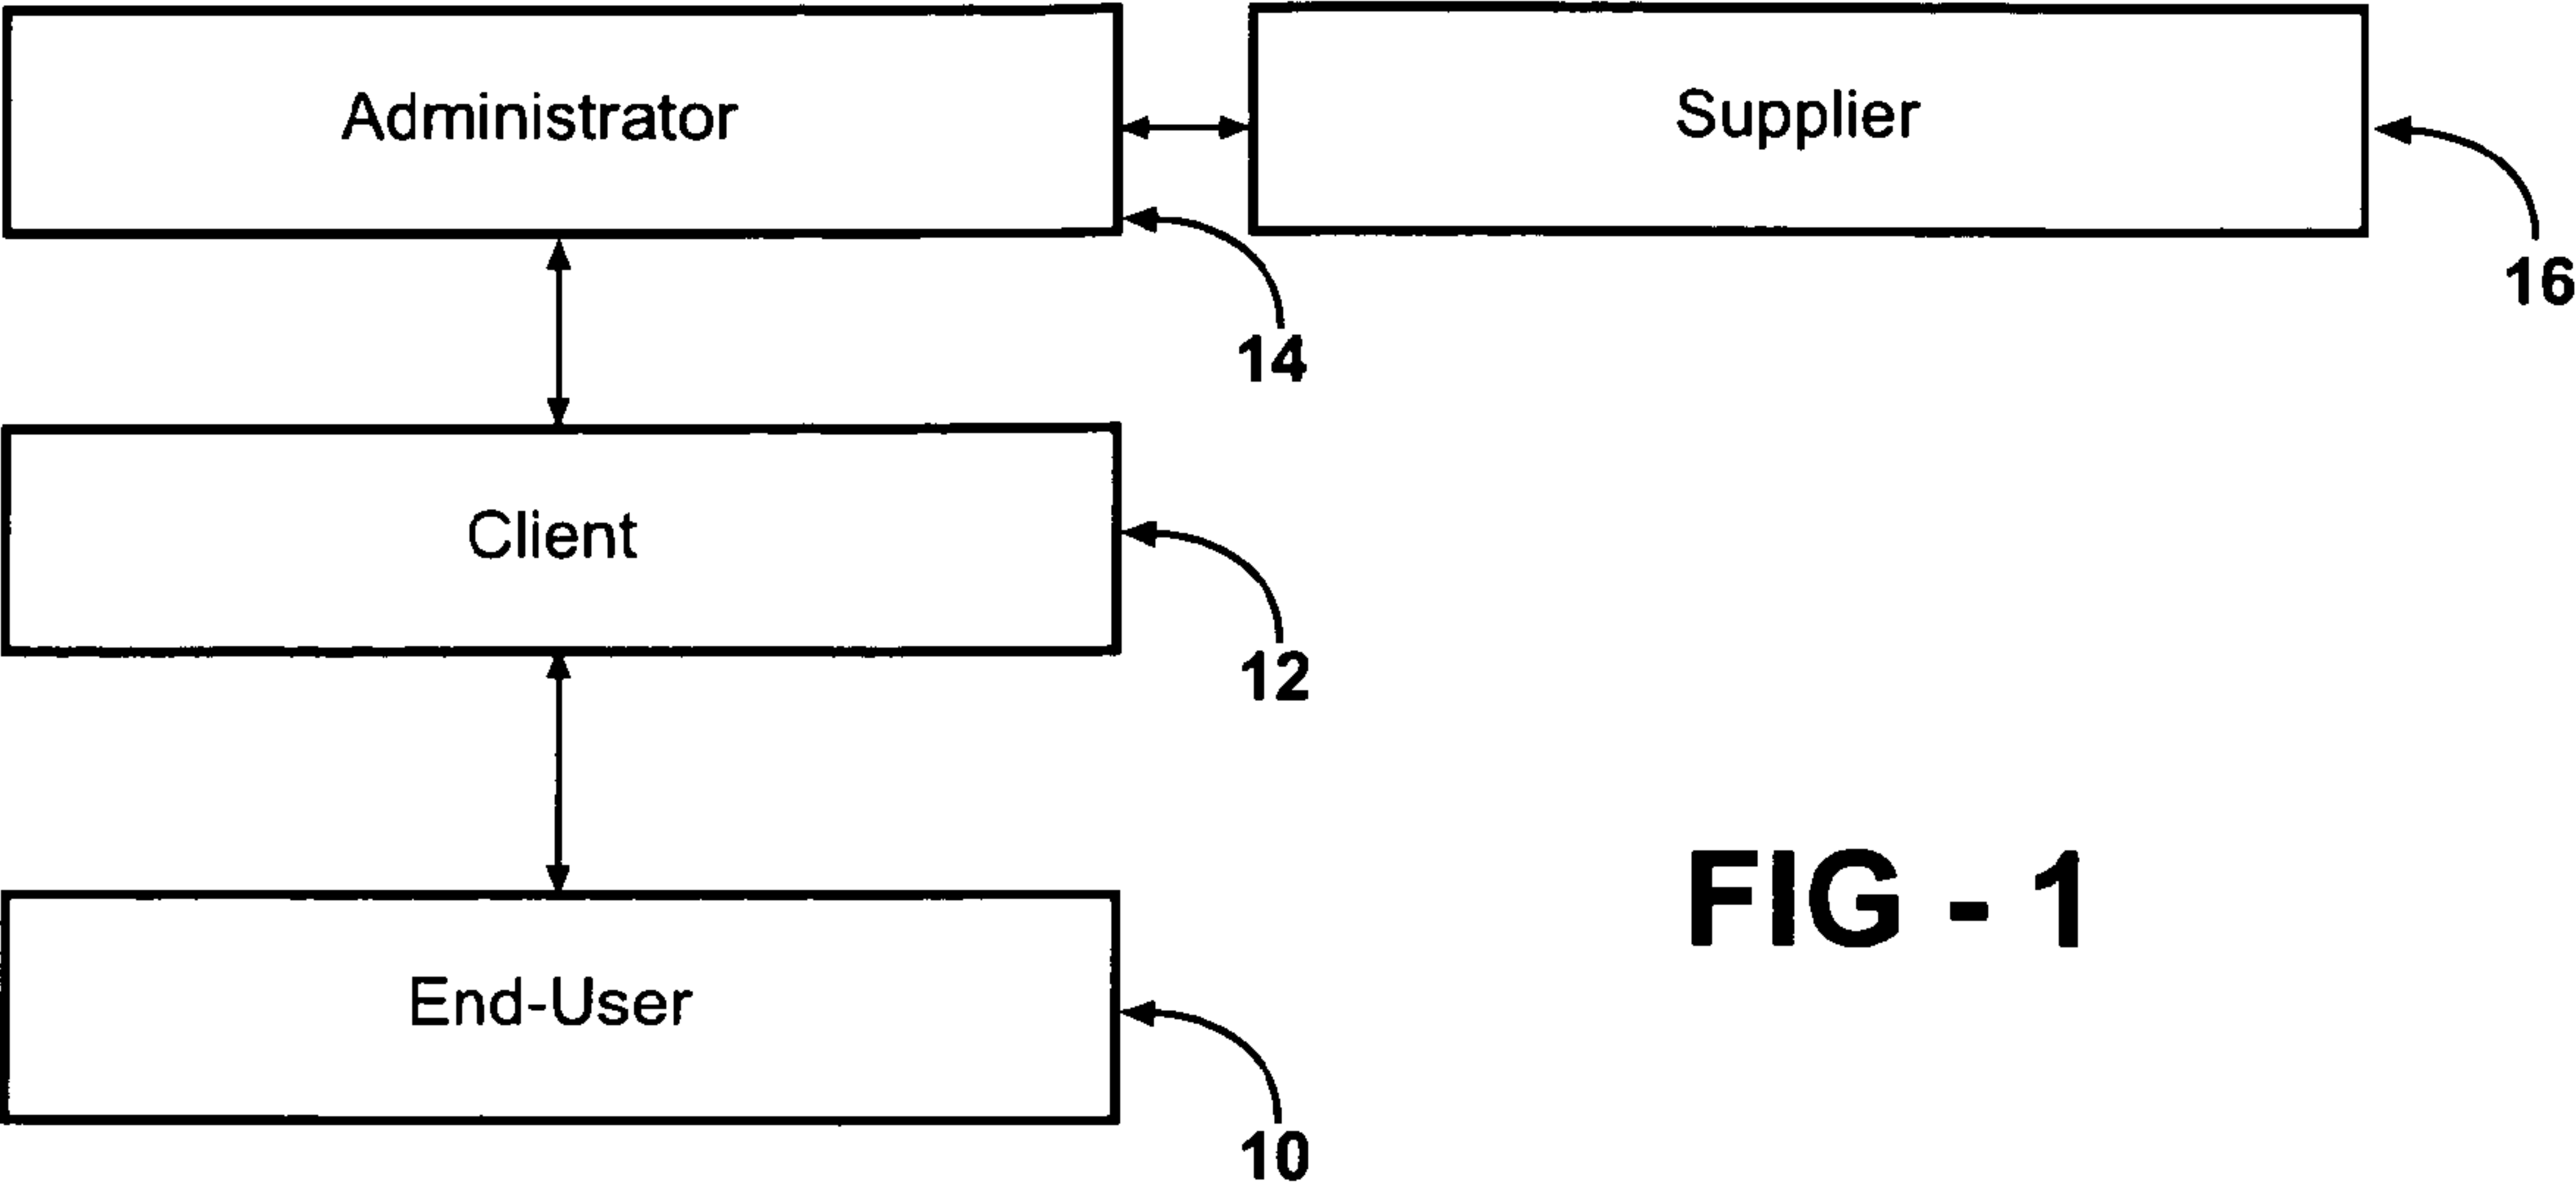 Administrator
Supplier
16
14
Client
12
FIG - 1
End-User
10